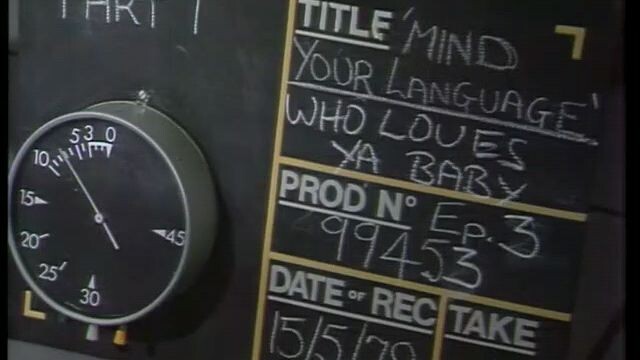 PART 1
TITLE 'MIND
YOUR LANGUAGE'
WHO LOVES
YA BABY
PROD Nº Ep. 3
99453
DATE OF REC TAKE
15/5/79
0
3
5
10
15
20
25
30
45